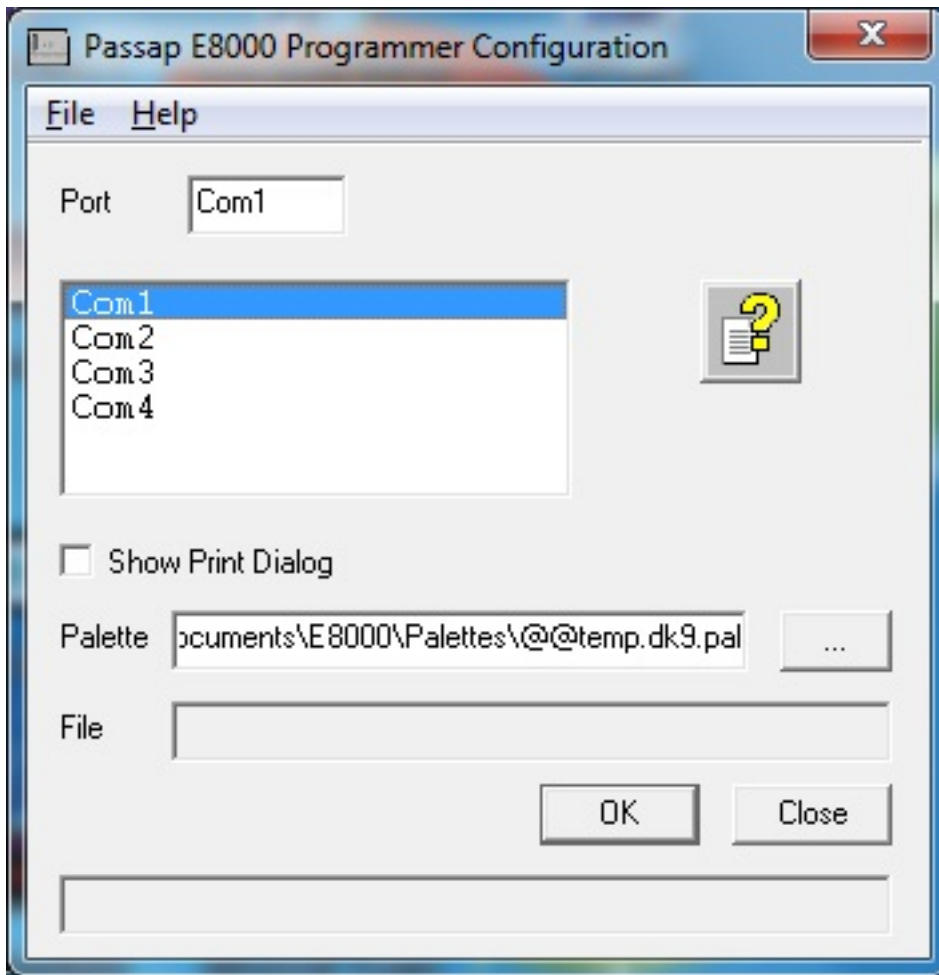 Passap E8000 Programmer Configuration
File Help
Port Com1
Com1
Com2
Com3
Com4
Show Print Dialog
Palette ocuments\E8000\Palettes\@@temp.dk9.pal ...
File
OK Close